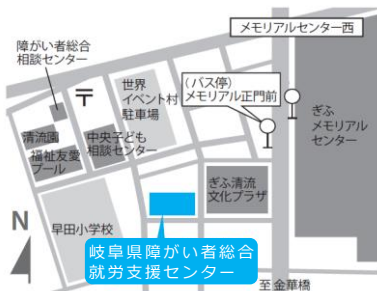 メモリアルセンター西
障がい者総合
相談センター
〒
世界
イベント村
駐車場
(バス停)
メモリアル正門前
ぎふ
メモリアル
センター
清流園
福祉友愛
プール
中央子ども
相談センター
ぎふ清流
文化プラザ
N
早田小学校
岐阜県障がい者総合
就労支援センター
至 金華橋